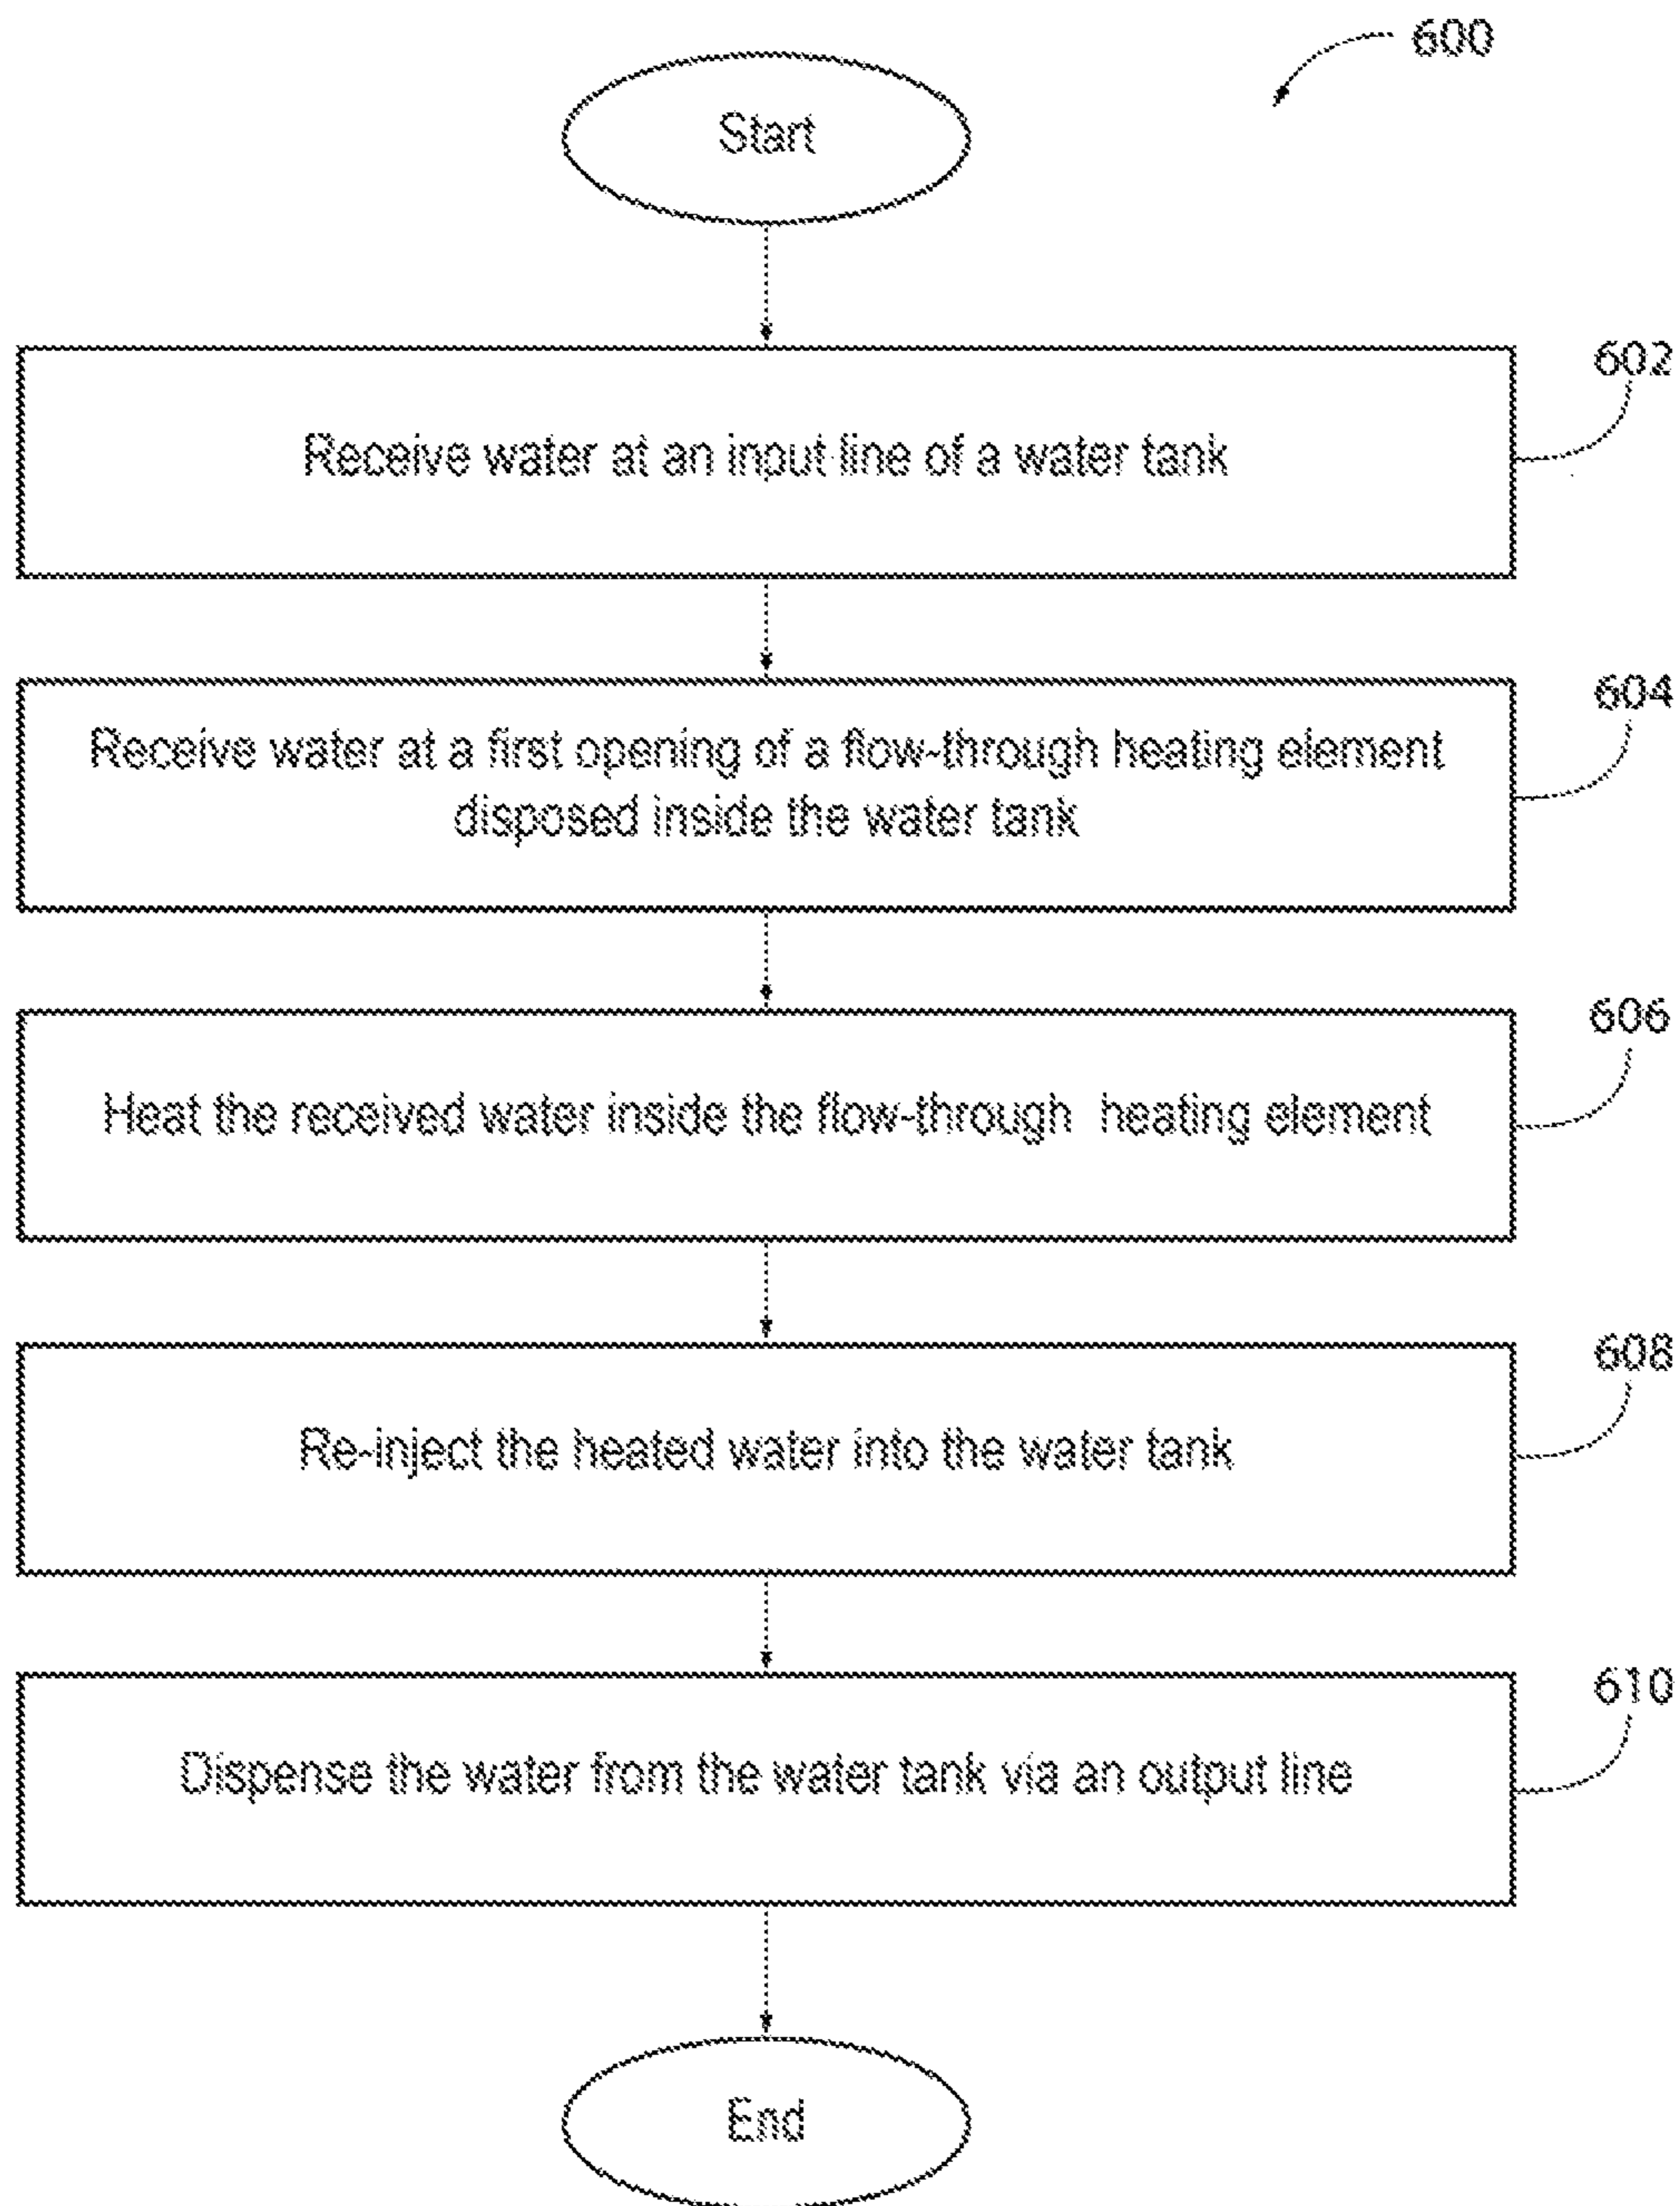 600
Start
602
Receive water at an input line of a water tank
604
Receive water at a first opening of a flow-through heating element
disposed inside the water tank
606
Heat the received water inside the flow-through heating element
608
Re-inject the heated water into the water tank
610
Dispense the water from the water tank via an output line
End